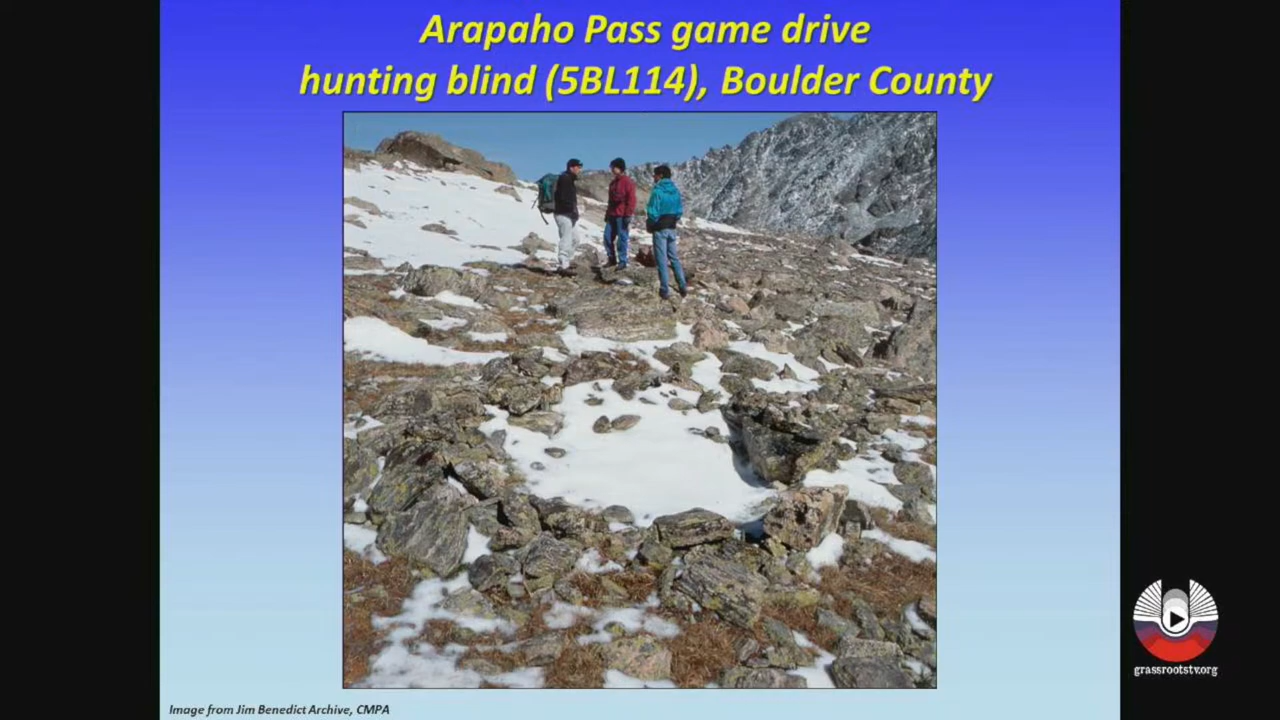 Arapaho Pass game drive
hunting blind (5BL114), Boulder County
Image from Jim Benedict Archive, CMPA
grassrootstv.org